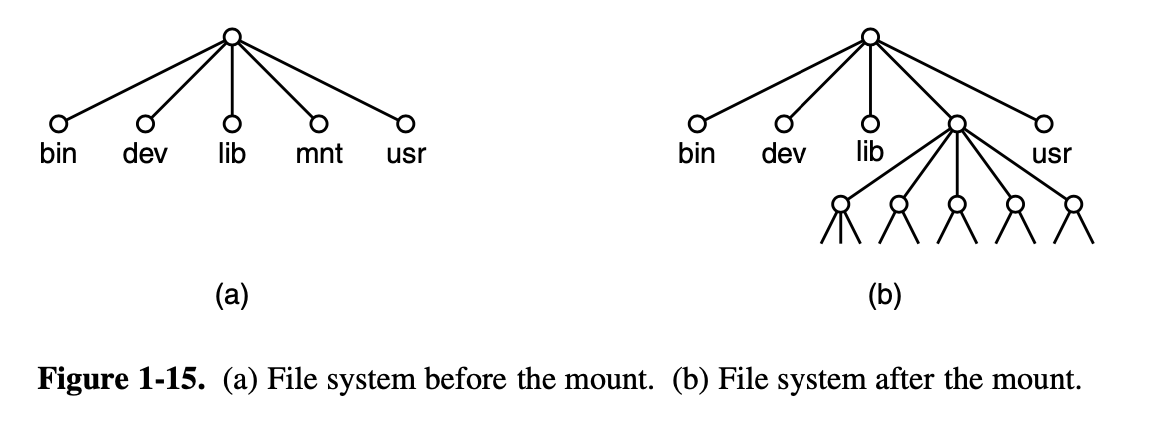 bin dev lib mnt usr
bin dev lib usr
(a)
(b)
Figure 1-15. (a) File system before the mount. (b) File system after the mount.